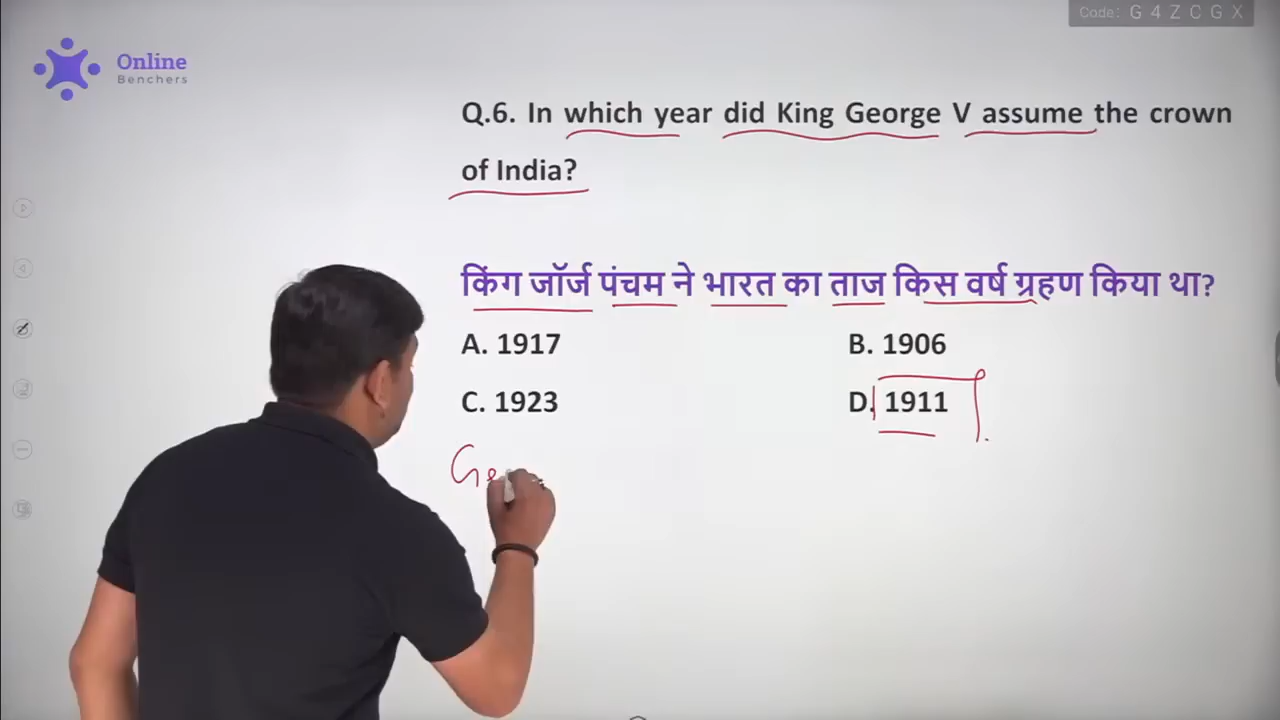 Code: G 4 Z C G X
Online
Benchers
Q.6. In which year did King George V assume the crown
of India?
किंग जॉर्ज पंचम ने भारत का ताज किस वर्ष ग्रहण किया था?
A. 1917
B. 1906
C. 1923
D. 1911
Ge